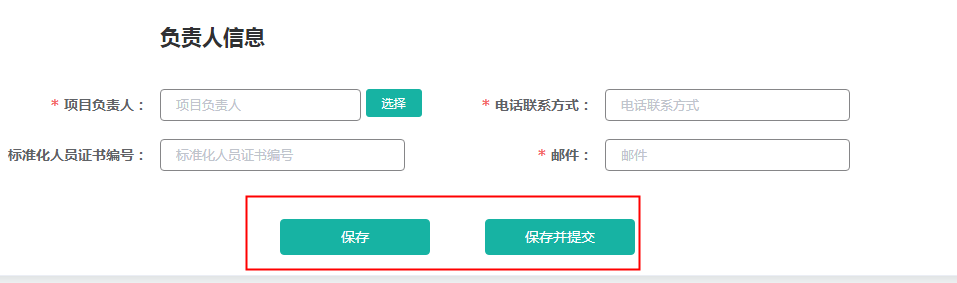 负责人信息
* 项目负责人： 项目负责人 选择 * 电话联系方式： 电话联系方式
标准化人员证书编号： 标准化人员证书编号 * 邮件： 邮件
保存 保存并提交